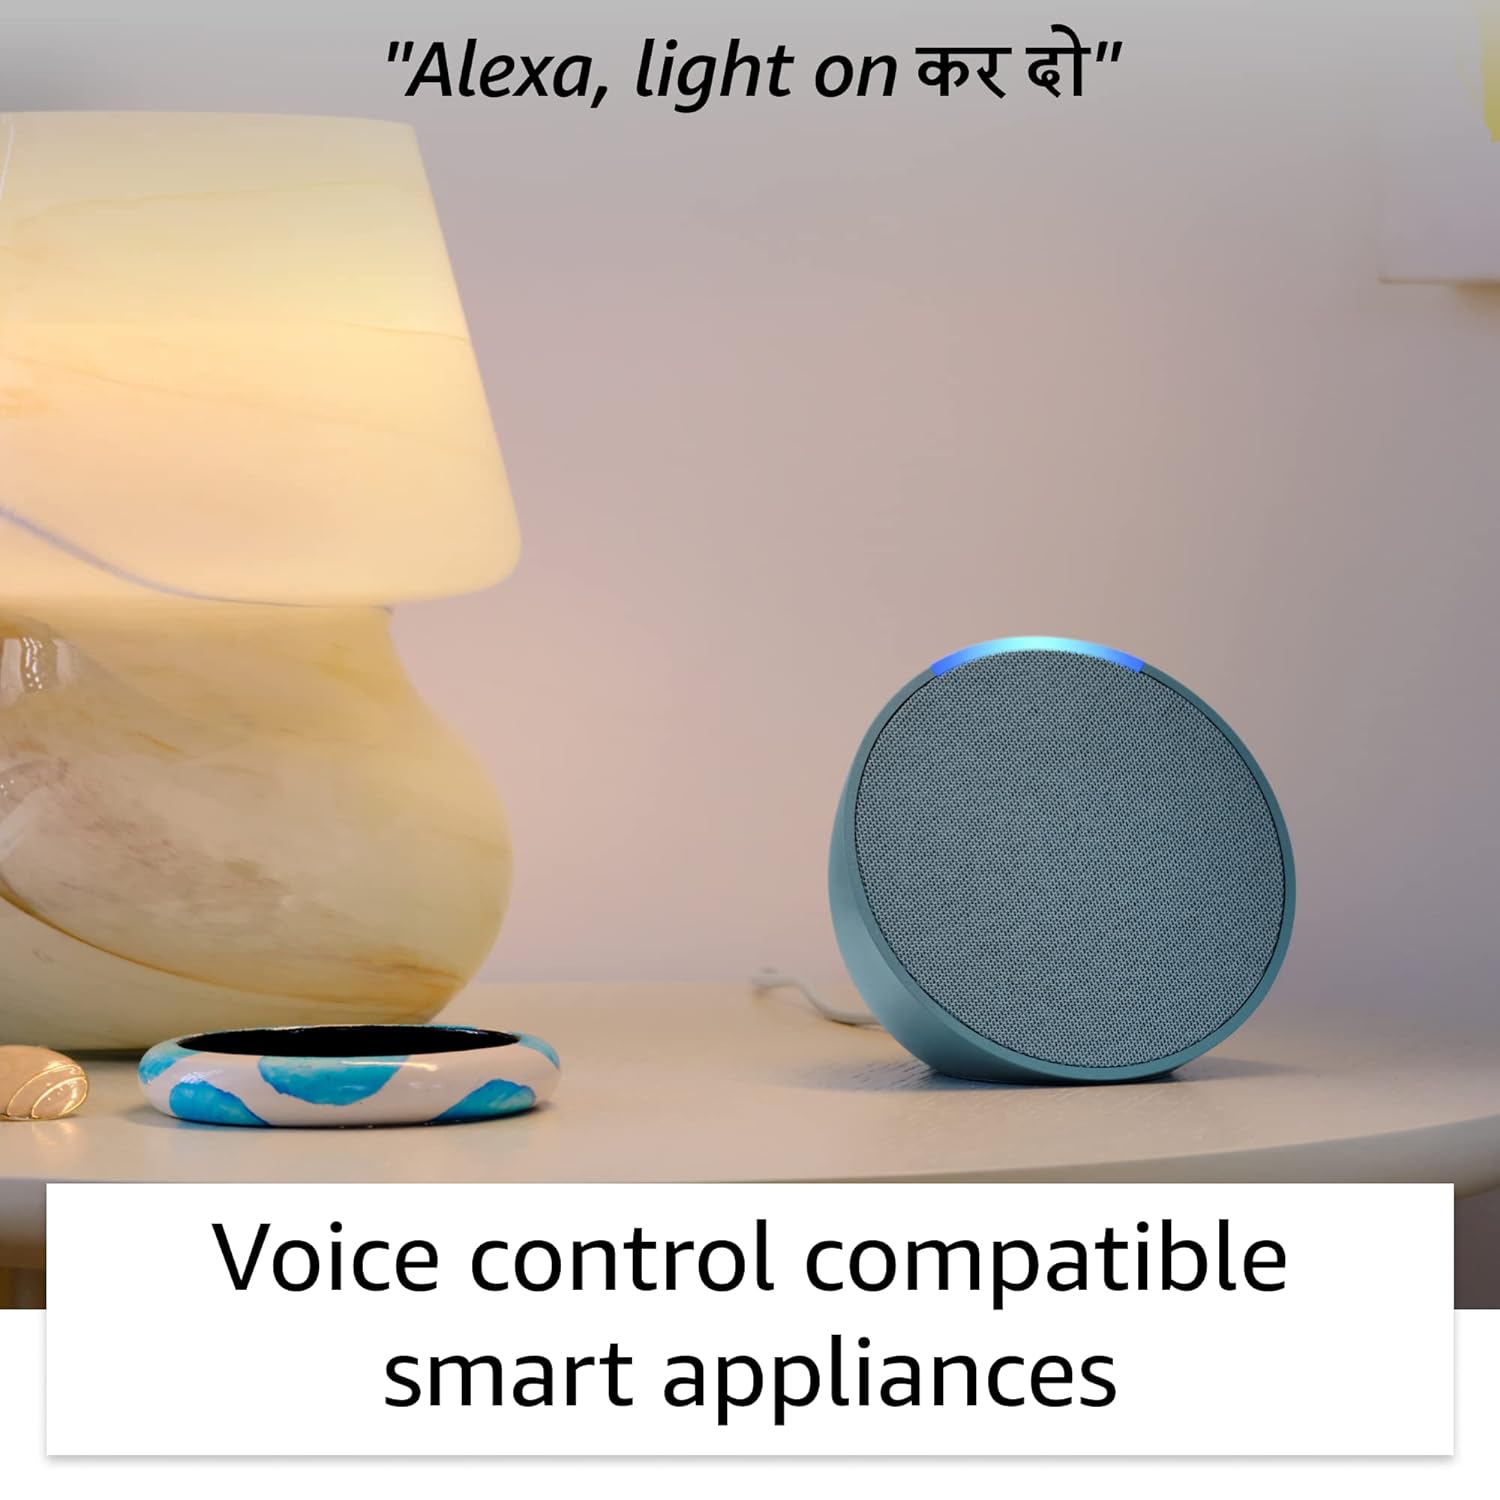 "Alexa, light on कर दो"
Voice control compatible
smart appliances